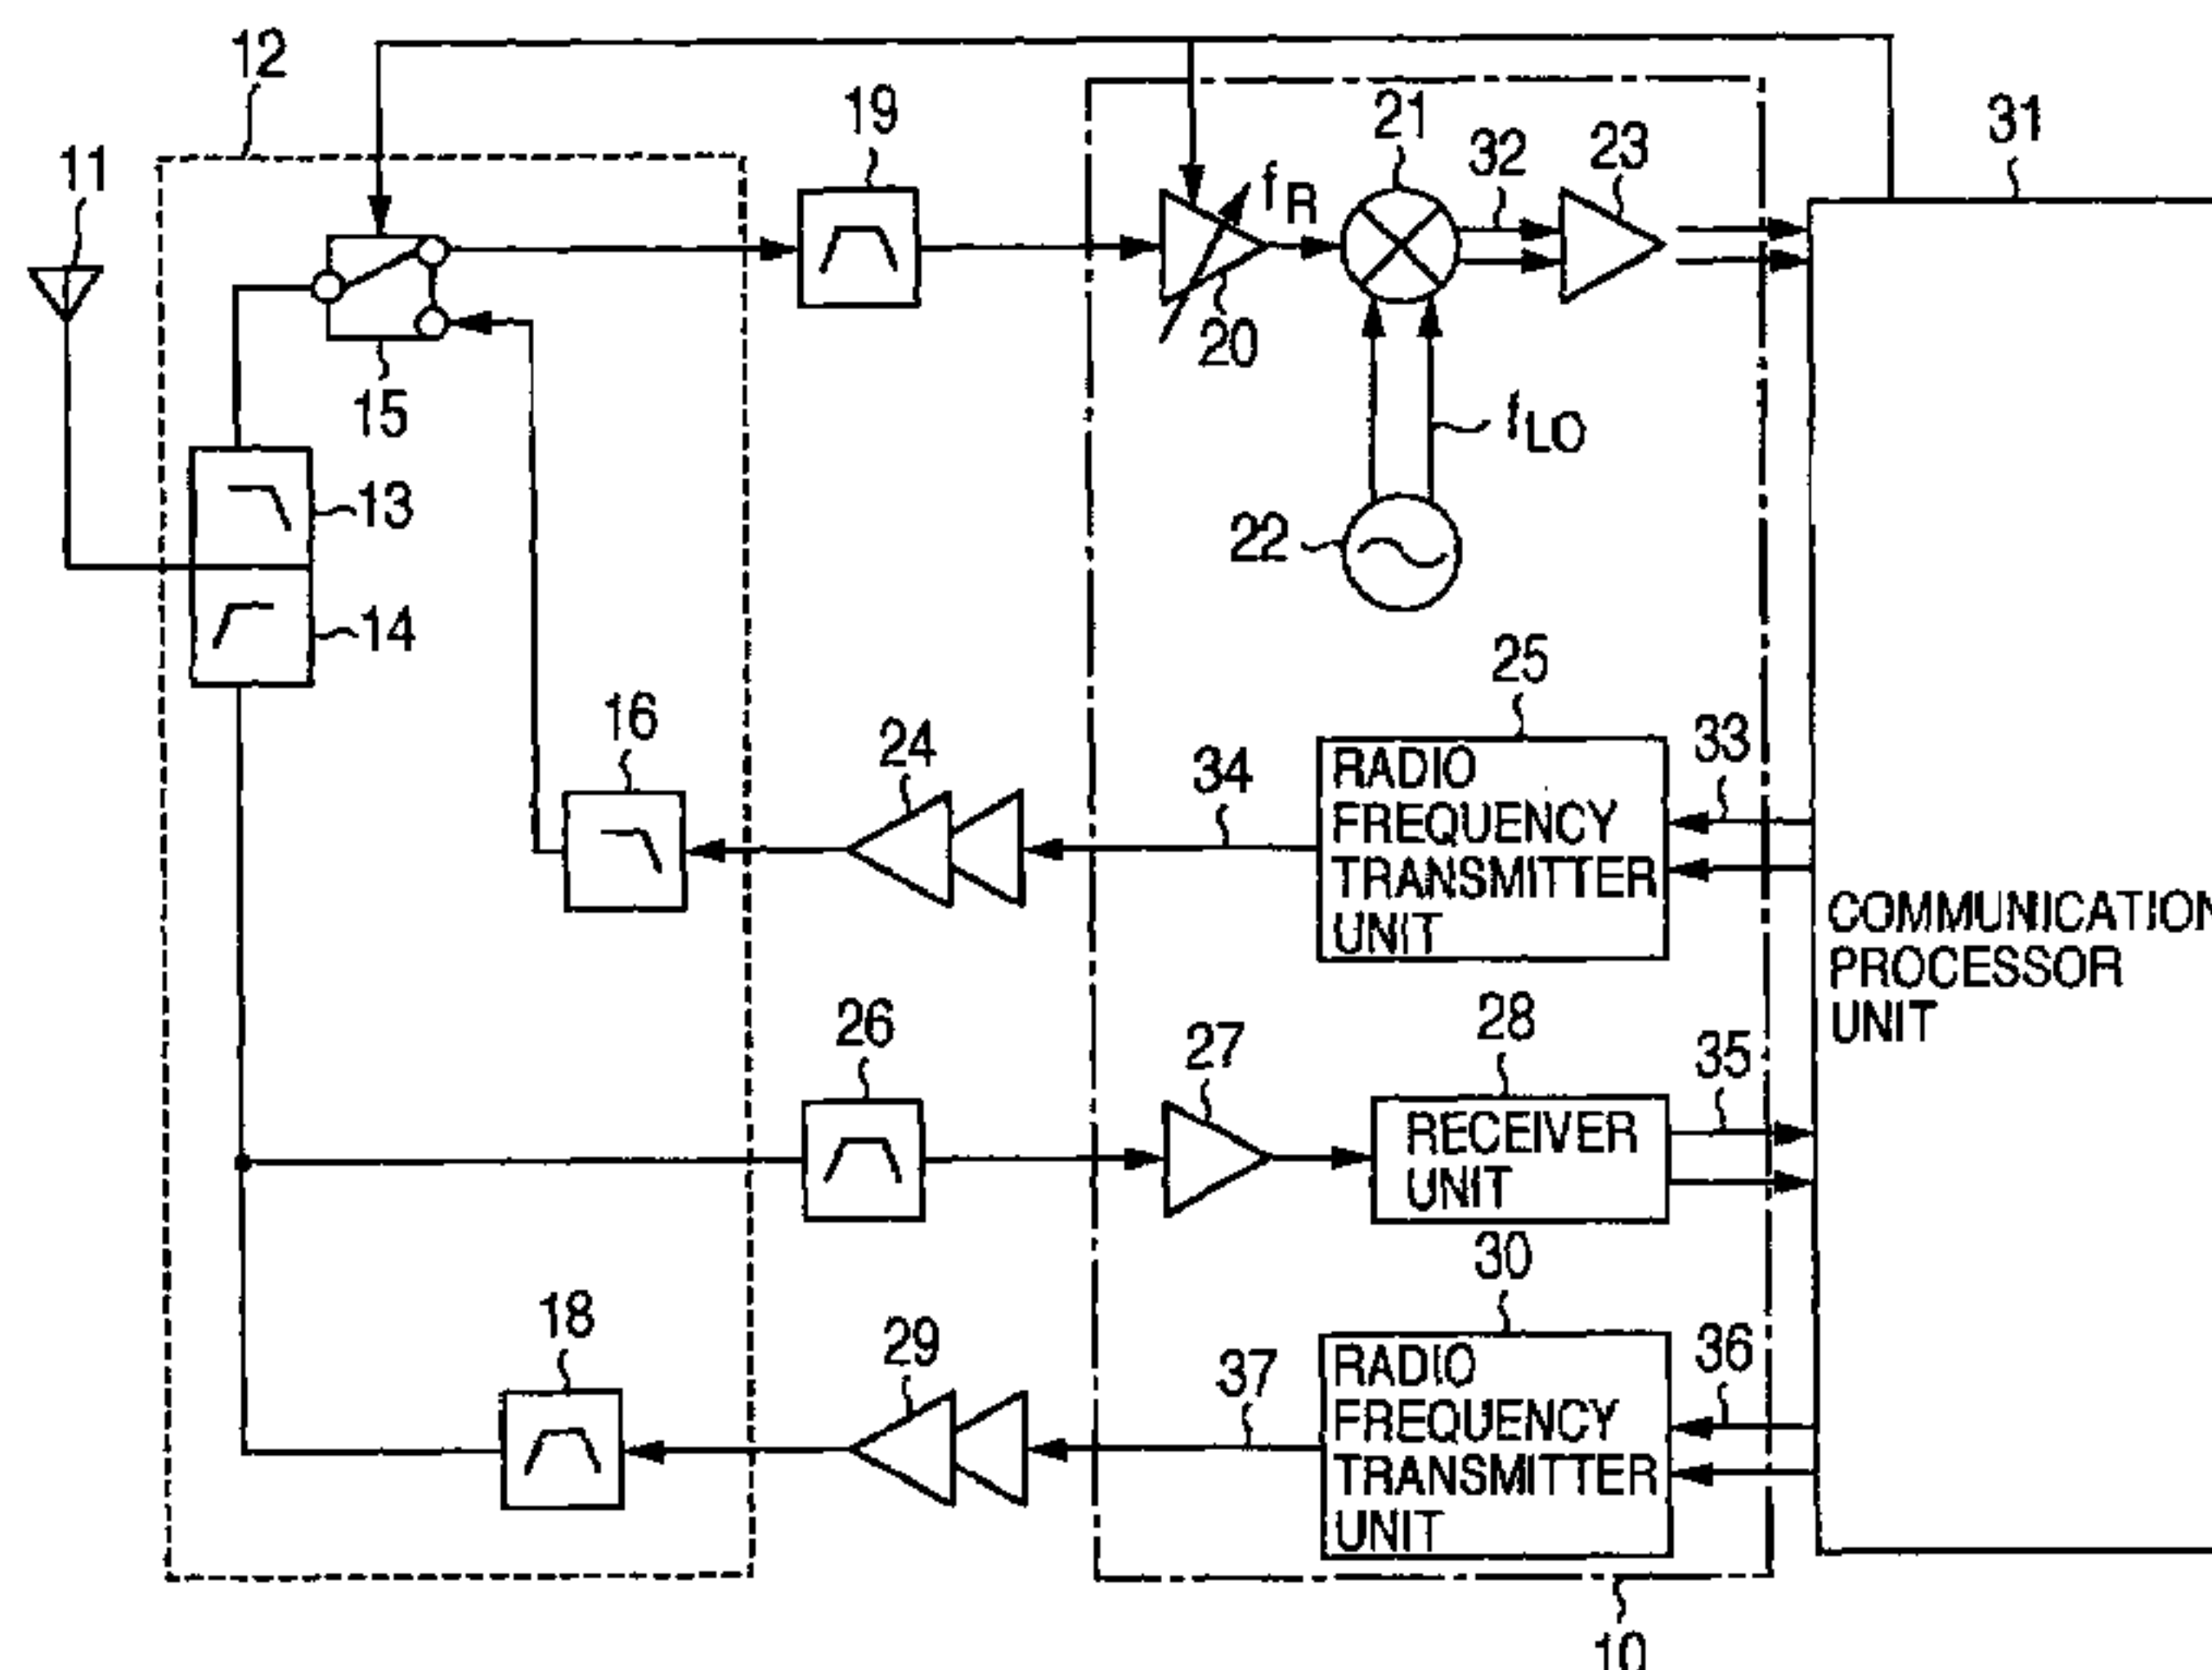 12
19
21
32
23
31
11
fR
20
15
fLO
13
22
14
25
16
24
34
33
RADIO
FREQUENCY
TRANSMITTER
UNIT
COMMUNICATION
PROCESSOR
UNIT
26
27
28
35
RECEIVER
UNIT
30
18
29
37
36
RADIO
FREQUENCY
TRANSMITTER
UNIT
10